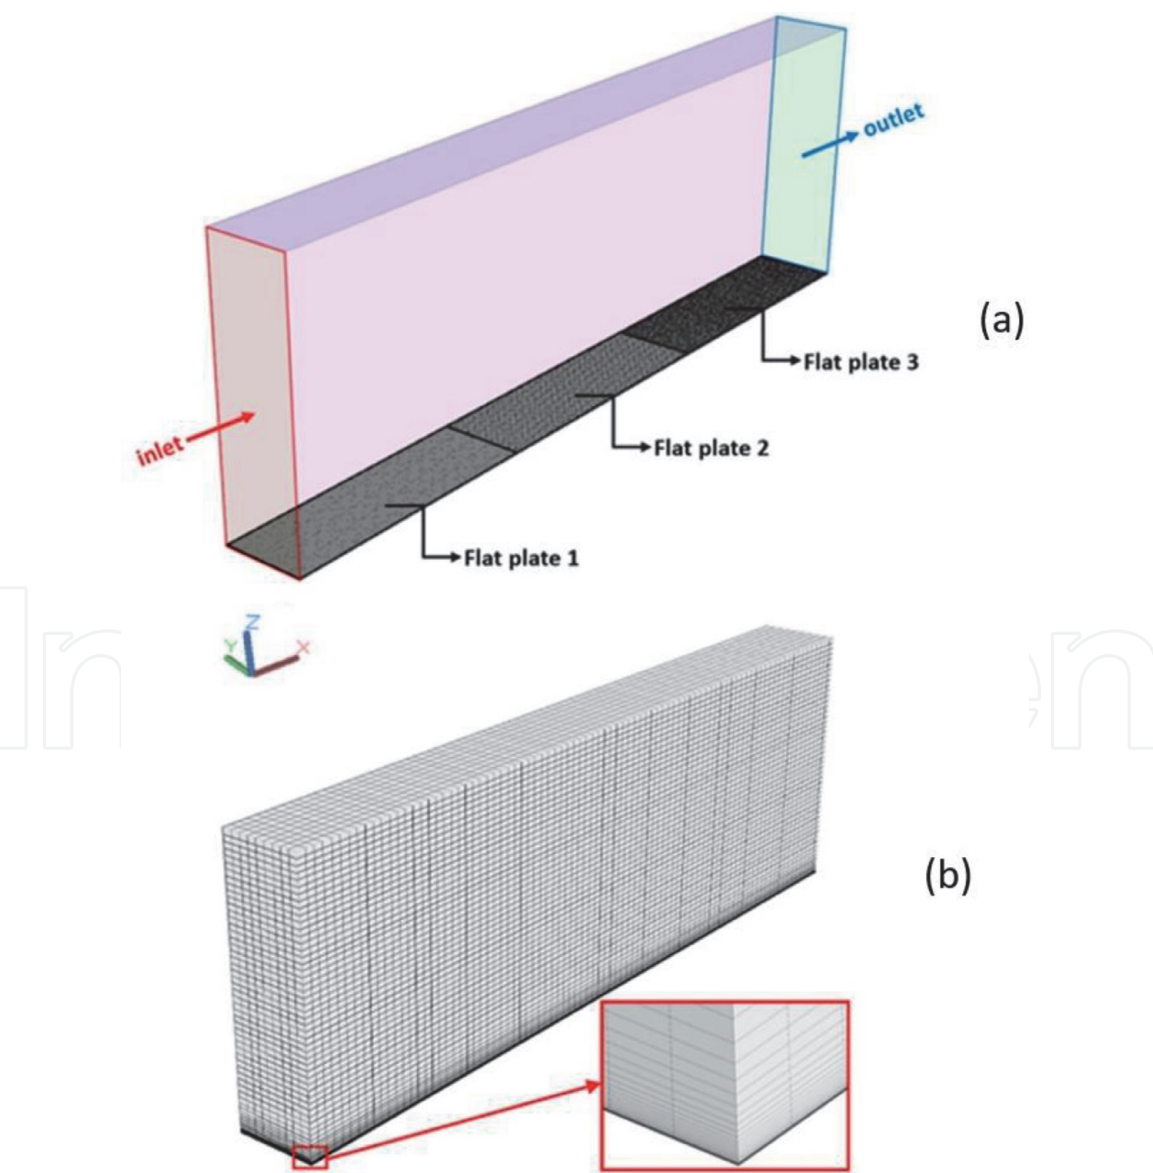 outlet
(a)
Flat plate 3
inlet
Flat plate 2
Flat plate 1
Z
Y
X
(b)